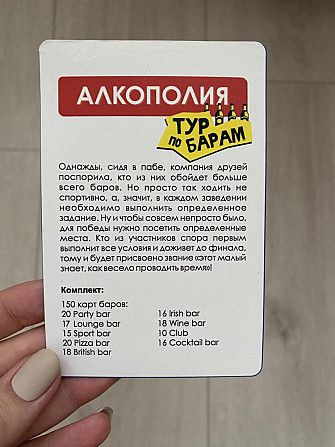 АЛКОПОЛИЯ
ТУР
по БАРАМ
Однажды, сидя в пабе, компания друзей
поспорила, кто из них обойдет больше
всего баров. Но просто так ходить не
спортивно, а, значит, в каждом заведении
необходимо выполнить определенное
задание. Ну и чтобы совсем непросто было,
для победы нужно посетить определенные
места. Кто из участников спора первым
выполнит все условия и доживет до финала,
тому и будет присвоено звание «этот малый
знает, как весело проводить время»!
Комплект:
150 карт баров:
20 Party bar
17 Lounge bar
15 Sport bar
20 Pizza bar
18 British bar
16 Irish bar
18 Wine bar
10 Club
16 Cocktail bar